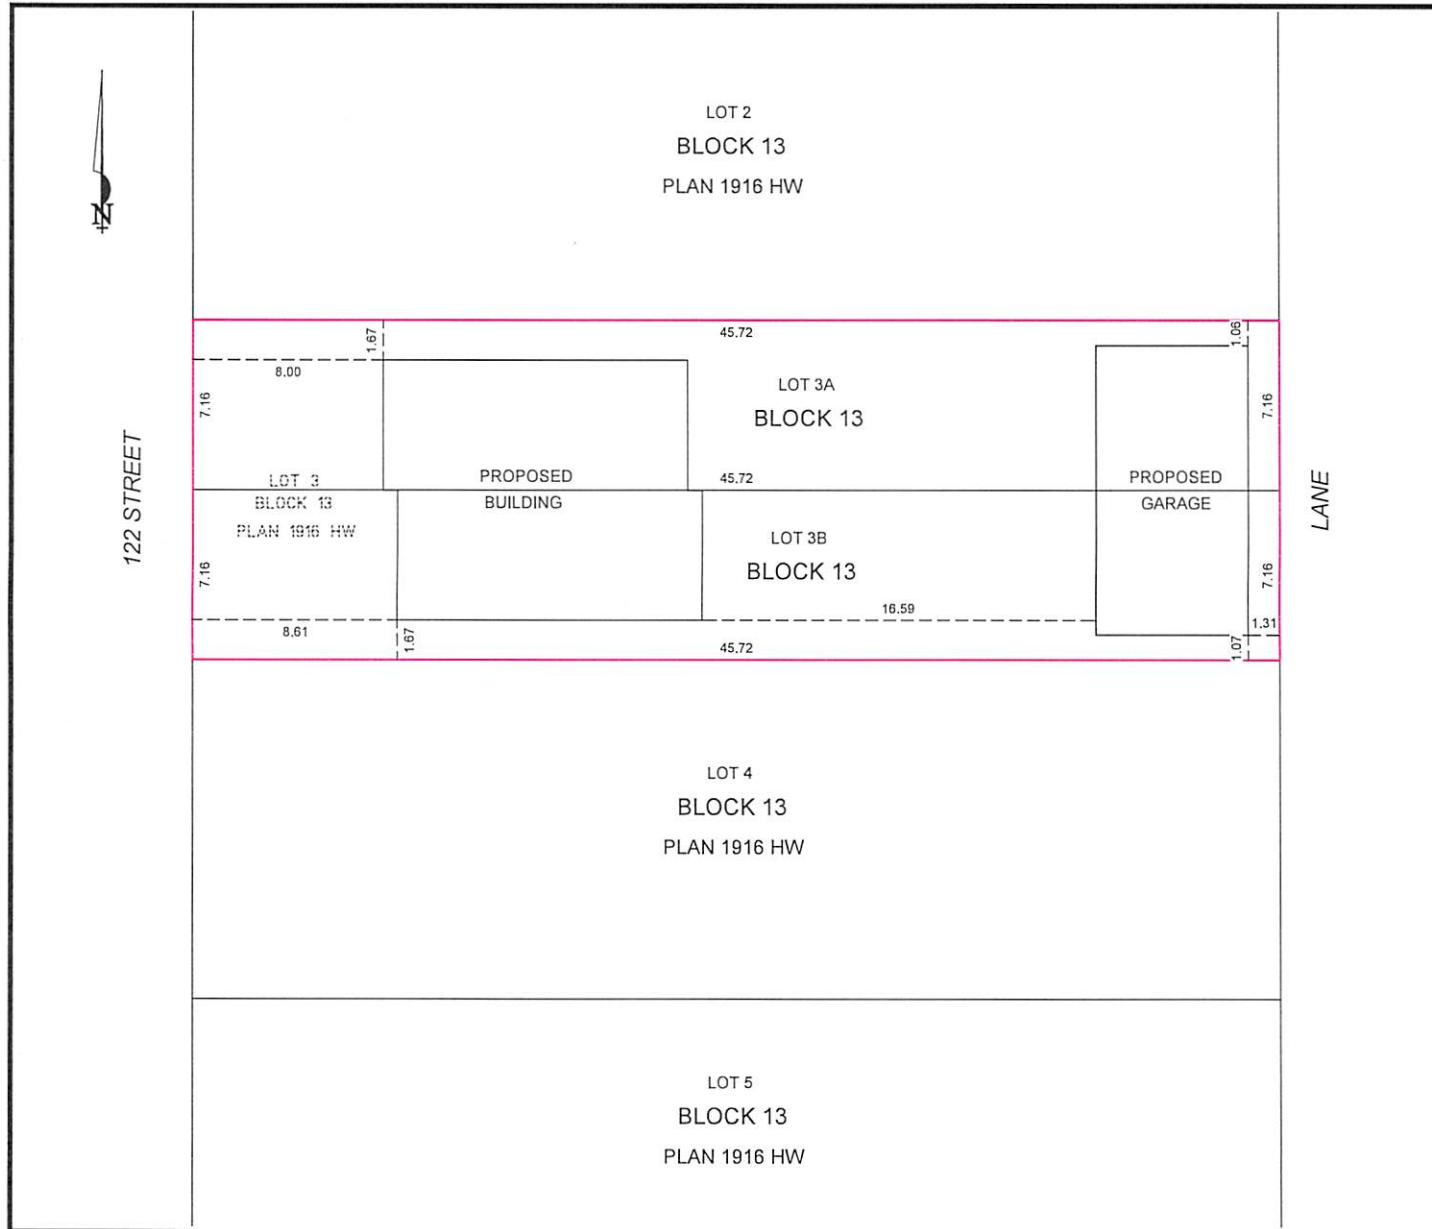 N
LOT 2
BLOCK 13
PLAN 1916 HW
1.67
45.72
1.06
8.00
7.16
LOT 3A
BLOCK 13
7.16
122 STREET
LOT 3
BLOCK 13
PLAN 1916 HW
PROPOSED
BUILDING
45.72
PROPOSED
GARAGE
LANE
LOT 3B
BLOCK 13
7.16
7.16
16.59
8.61
1.67
45.72
1.31
1.07
LOT 4
BLOCK 13
PLAN 1916 HW
LOT 5
BLOCK 13
PLAN 1916 HW